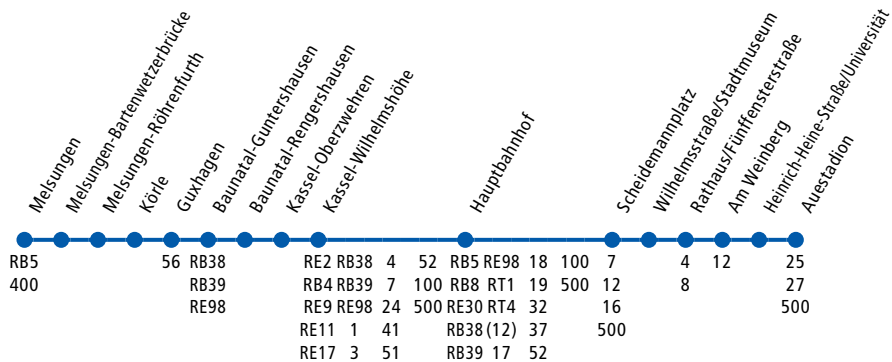 Melsungen
Melsungen-Bartenwetzerbrücke
Melsungen-Röhrenfurth
Körle
Guxhagen
Baunatal-Guntershausen
Baunatal-Rengershausen
Kassel-Oberzwehren
Kassel-Wilhelmshöhe
Hauptbahnhof
Scheidemannplatz
Wilhelmsstraße/Stadtmuseum
Rathaus/Fünffensterstraße
Am Weinberg
Heinrich-Heine-Straße/Universität
Auestadion
RB5 56 RB38 RE2 RB38 4 52 RB5 RE98 18 100 7 4 12 25
400 RB39 RB4 RB39 7 100 RB8 RT1 19 500 12 8 27
RE98 RE9 RE98 24 500 RE30 RT4 32 16 500
RE11 1 41 RB38 (12) 37 500
RE17 3 51 RB39 17 52